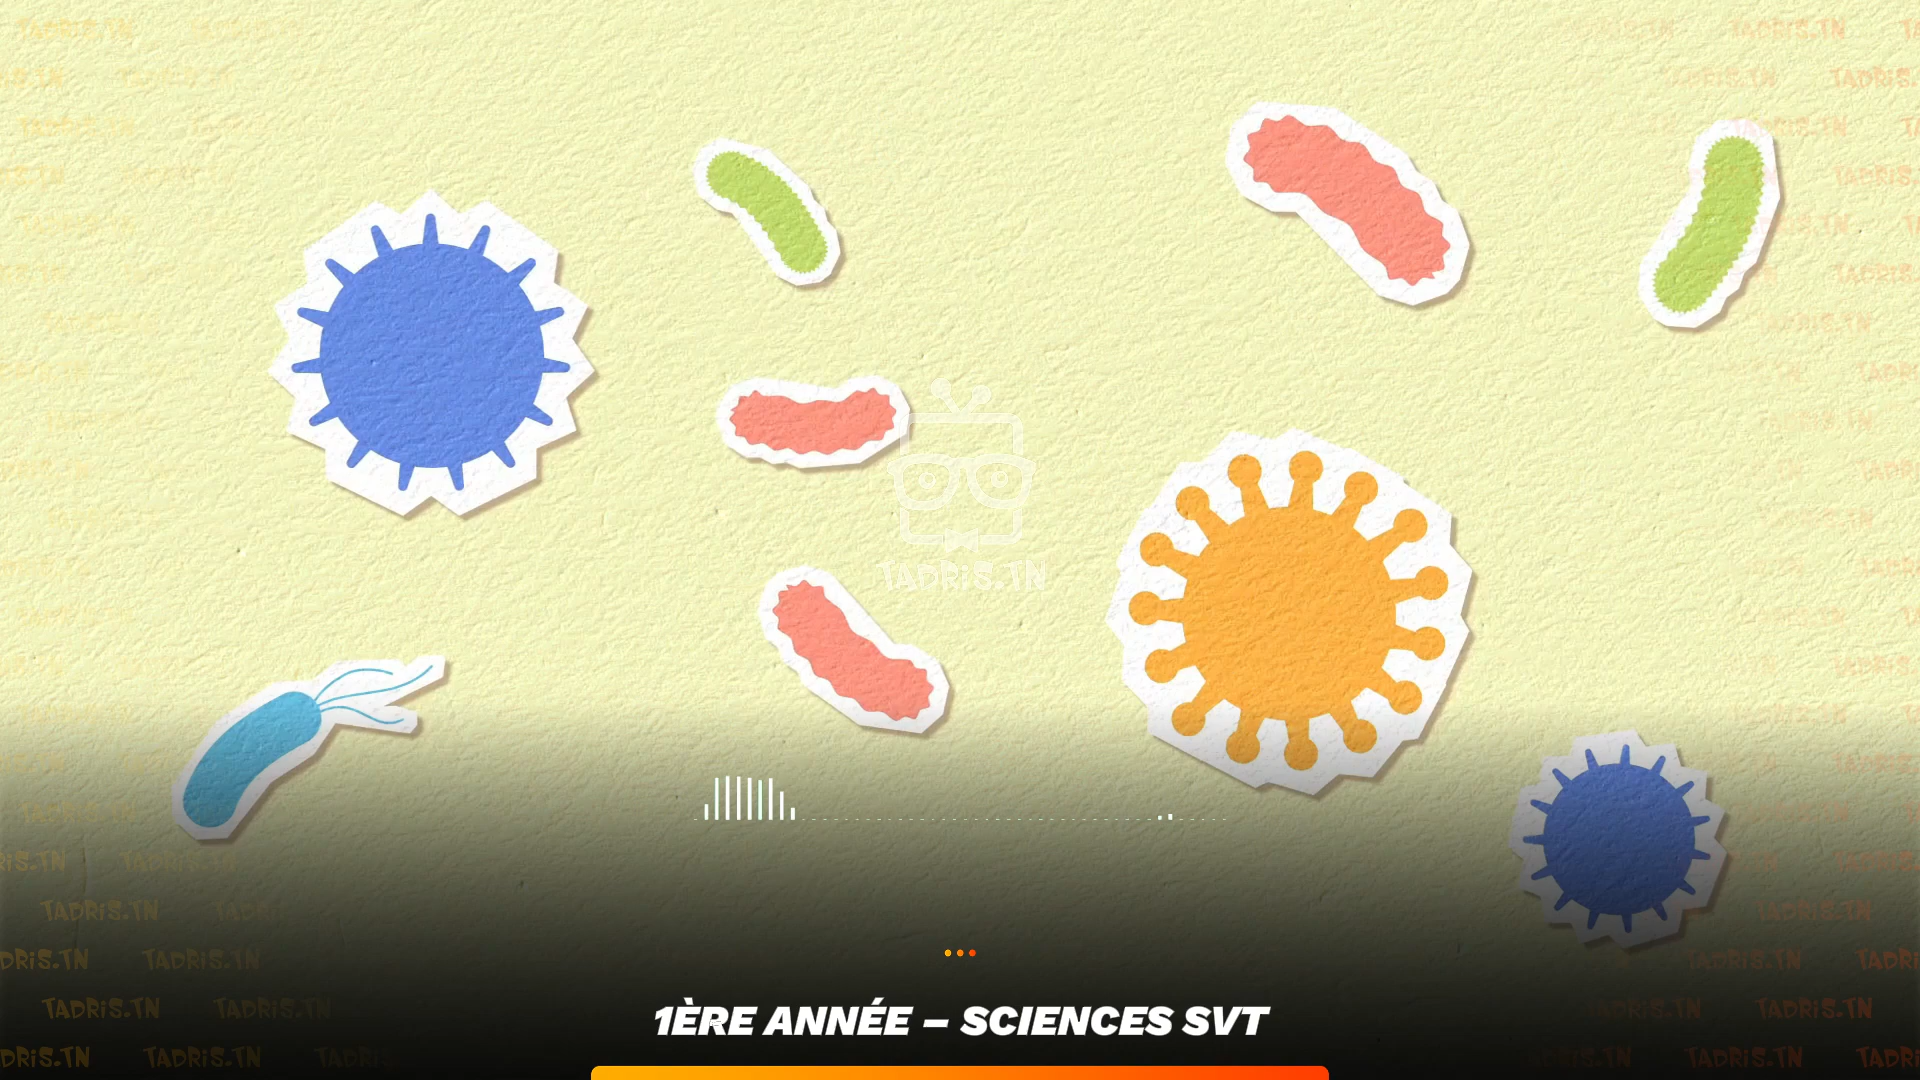 TADRiS.TN
1ÈRE ANNÉE – SCIENCES SVT